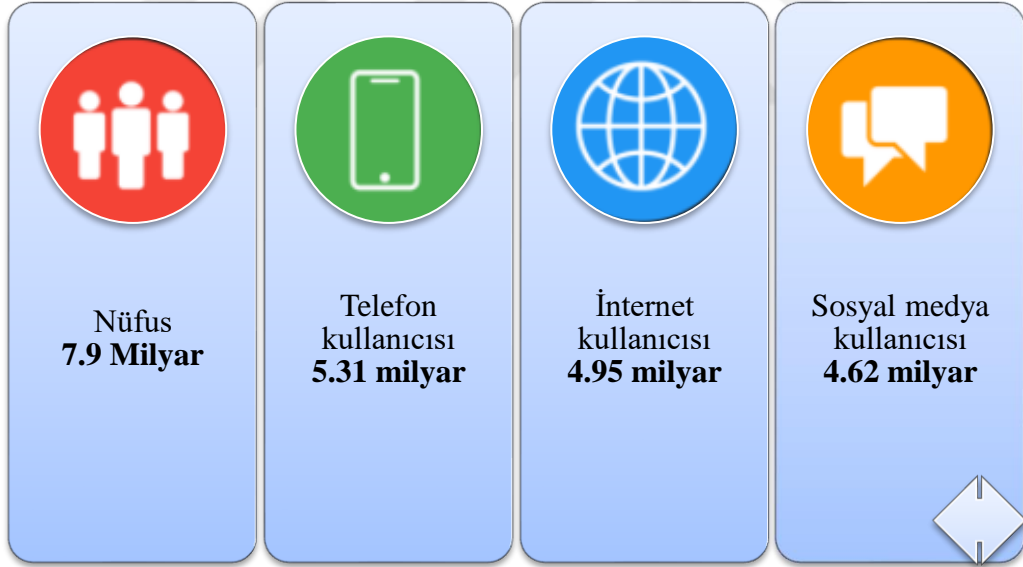 Nüfus
7.9 Milyar
Telefon
kullanıcısı
5.31 milyar
İnternet
kullanıcısı
4.95 milyar
Sosyal medya
kullanıcısı
4.62 milyar